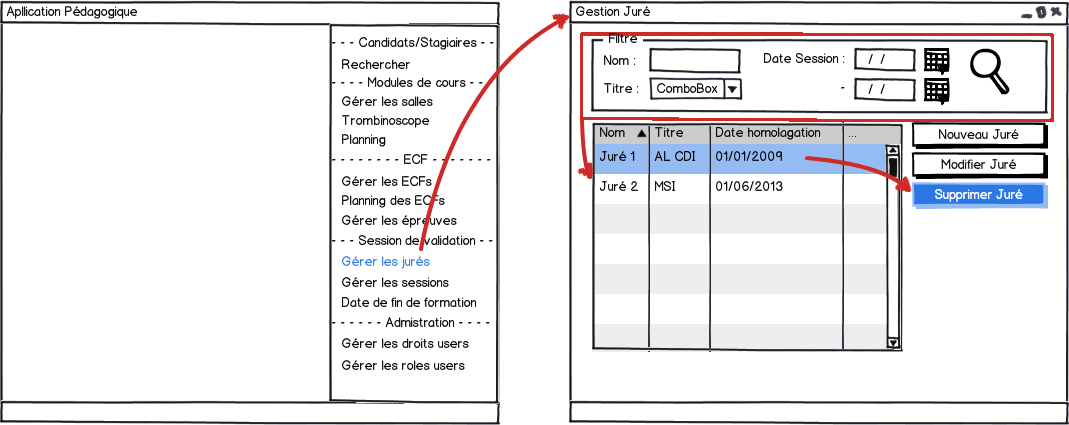 Apllication Pédagogique
- - - Candidats/Stagiaires - -
Rechercher
- - - - Modules de cours - - -
Gérer les salles
Trombinoscope
Planning
- - - - - - - - ECF - - - - - - -
Gérer les ECFs
Planning des ECFs
Gérer les épreuves
- - - Session de validation - -
Gérer les jurés
Gérer les sessions
Date de fin de formation
- - - - - - Admistration - - - -
Gérer les droits users
Gérer les roles users
Gestion Juré
Filtre
Nom :
Date Session :
/ /
Titre :
ComboBox
-
/ /
Nom Titre Date homolagation ...
Juré 1 AL CDI 01/01/2009
Juré 2 MSI 01/06/2013
Nouveau Juré
Modifier Juré
Supprimer Juré